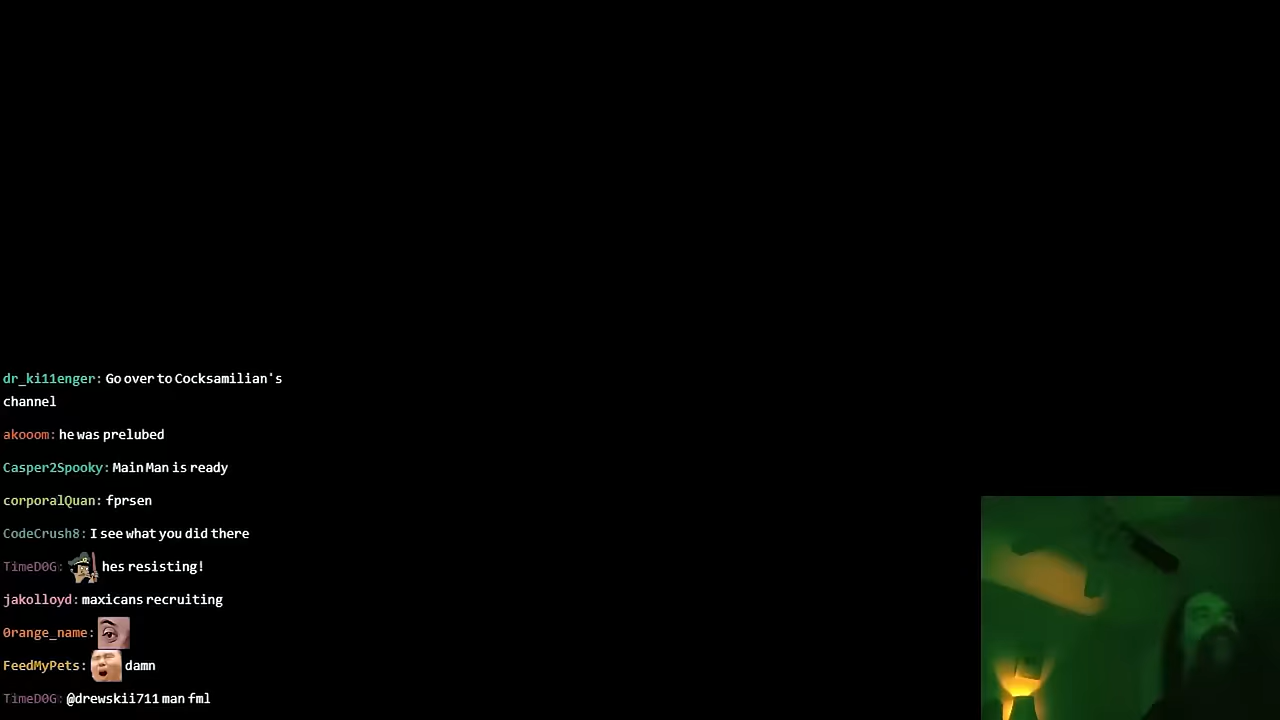 dr_ki11enger: Go over to Cocksamilian's
channel
akooom: he was prelubed
Casper2Spooky: Main Man is ready
corporalQuan: fprsen
CodeCrush8: I see what you did there
TimeD0G: hes resisting!
jakolloyd: maxicans recruiting
0range_name:
FeedMyPets: damn
TimeD0G: @drewskii711 man fml